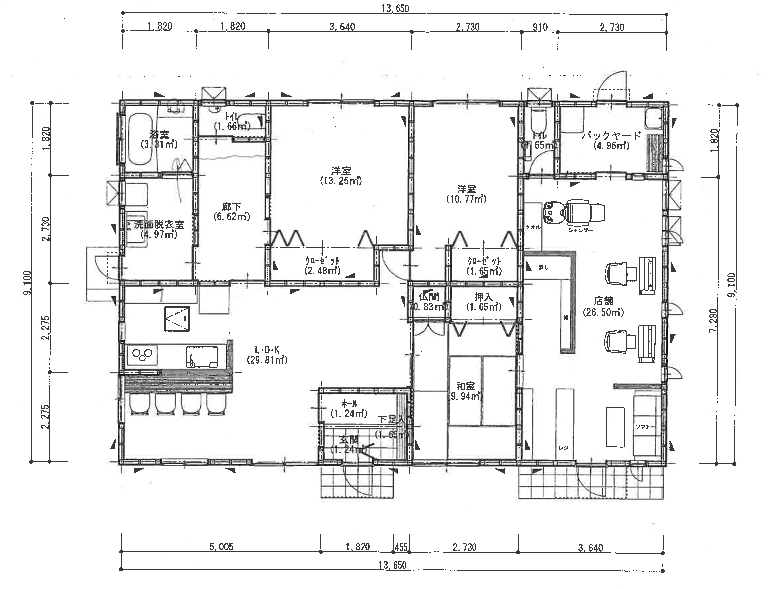 13,650
1,820 1,820 3,640 2,730 910 2,730
9,100
1,820
2,730
2,275
2,275
1,820
7,280
9,100
浴室
(3.31㎡)
トイレ
(1.66㎡)
洋室
(13.25㎡)
洋室
(10.77㎡)
トイレ
バックヤード
(4.96㎡)
洗面脱衣室
(4.97㎡)
廊下
(6.62㎡)
クローゼット
(2.48㎡)
クローゼット
(1.65㎡)
タオル
シャンプー
仏間
(0.83㎡)
押入
(1.65㎡)
店舗
(26.50㎡)
L・D・K
(29.81㎡)
和室
9.94㎡)
ホール
(1.24㎡)
下足入
(1.65㎡)
玄関
(1.24㎡)
レジ
ソファー
5,005 1,820 455 2,730 3,640
13,650